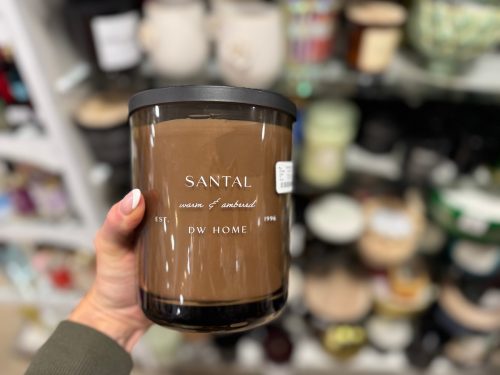 SANTAL
warm & ambered
EST. 1996
DW HOME